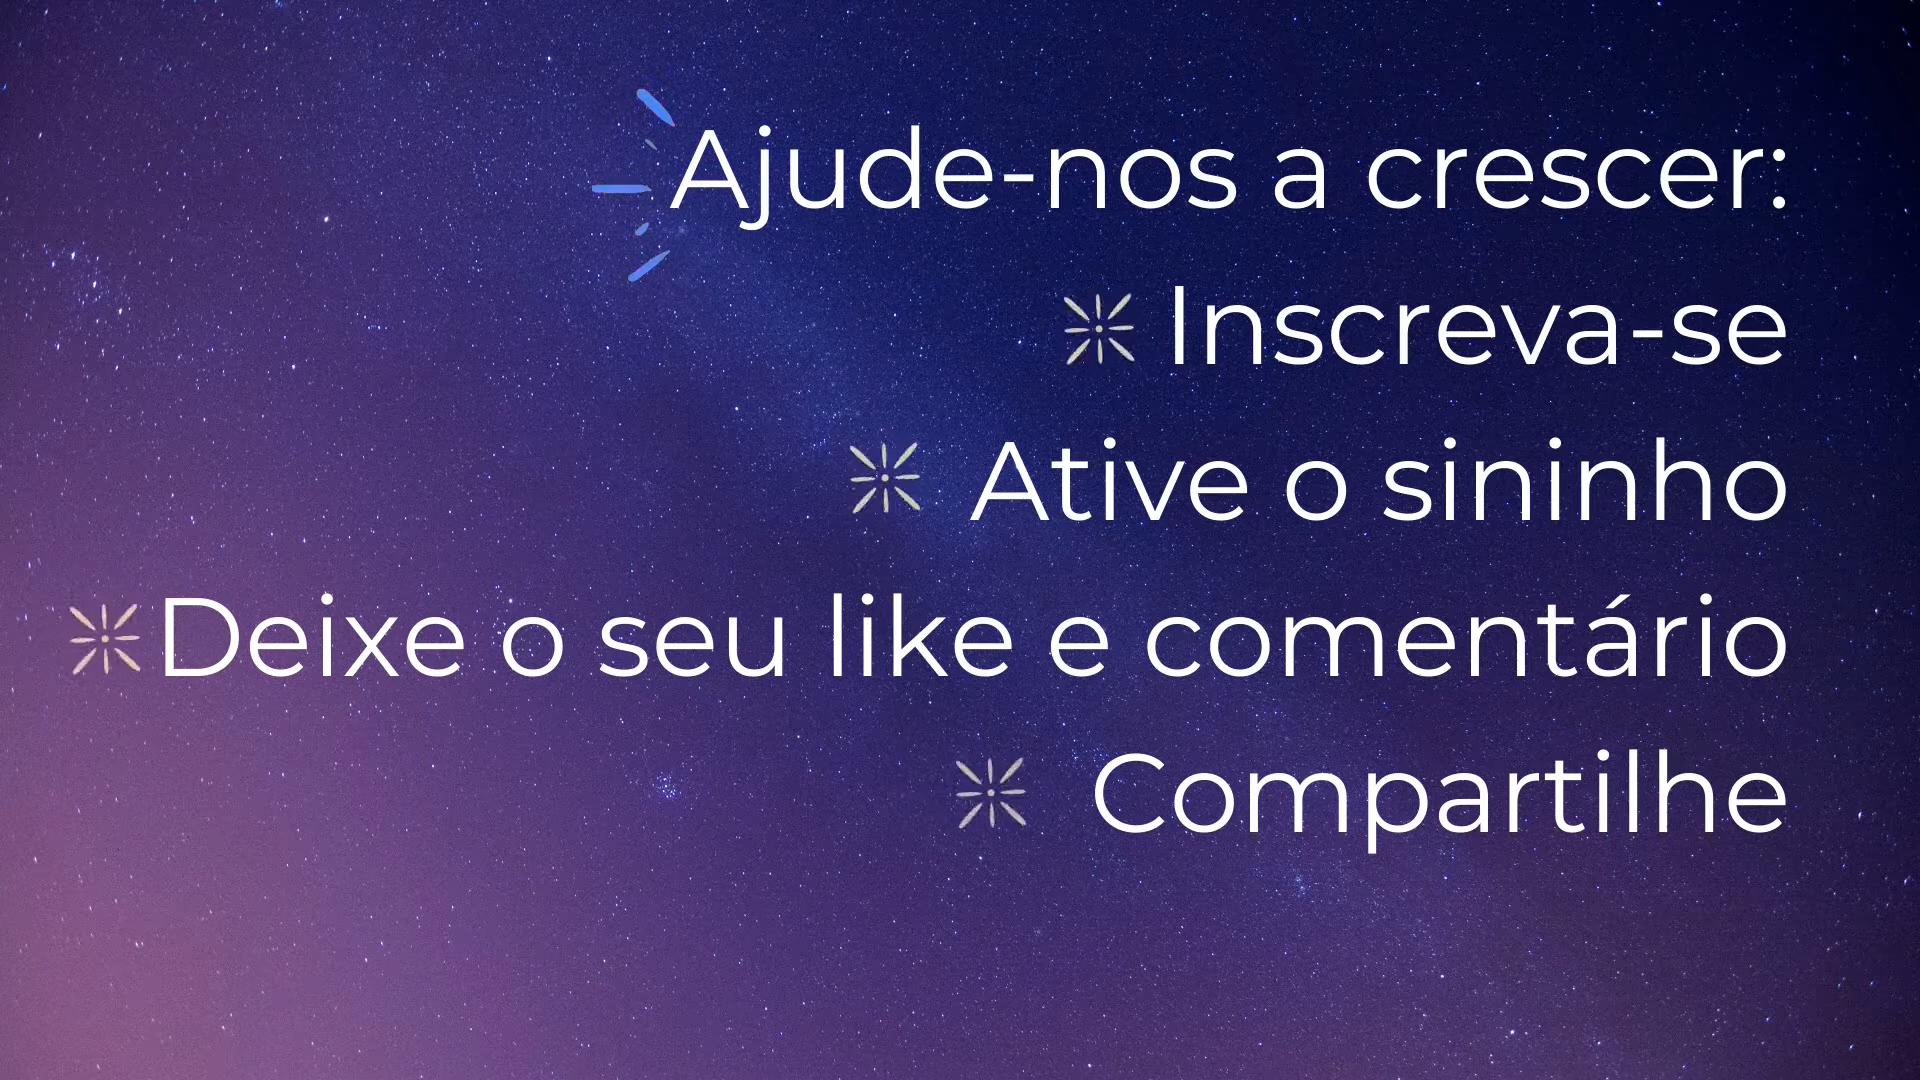 Ajude-nos a crescer:
Inscreva-se
Ative o sininho
Deixe o seu like e comentário
Compartilhe